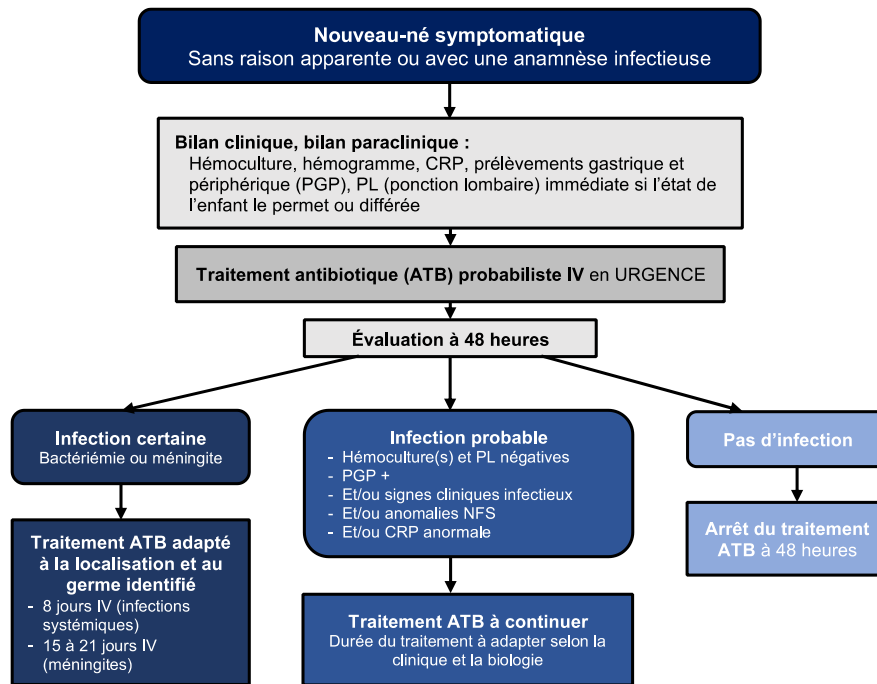 Nouveau-né symptomatique
Sans raison apparente ou avec une anamnèse infectieuse
Bilan clinique, bilan paraclinique :
Hémoculture, hémogramme, CRP, prélèvements gastrique et
périphérique (PGP), PL (ponction lombaire) immédiate si l'état de
l'enfant le permet ou différée
Traitement antibiotique (ATB) probabiliste IV en URGENCE
Évaluation à 48 heures
Infection certaine
Bactériémie ou méningite
Traitement ATB adapté
à la localisation et au
germe identifié
- 8 jours IV (infections
systémiques)
- 15 à 21 jours IV
(méningites)
Infection probable
- Hémoculture(s) et PL négatives
- PGP +
- Et/ou signes cliniques infectieux
- Et/ou anomalies NFS
- Et/ou CRP anormale
Traitement ATB à continuer
Durée du traitement à adapter selon la
clinique et la biologie
Pas d'infection
Arrêt du traitement
ATB à 48 heures